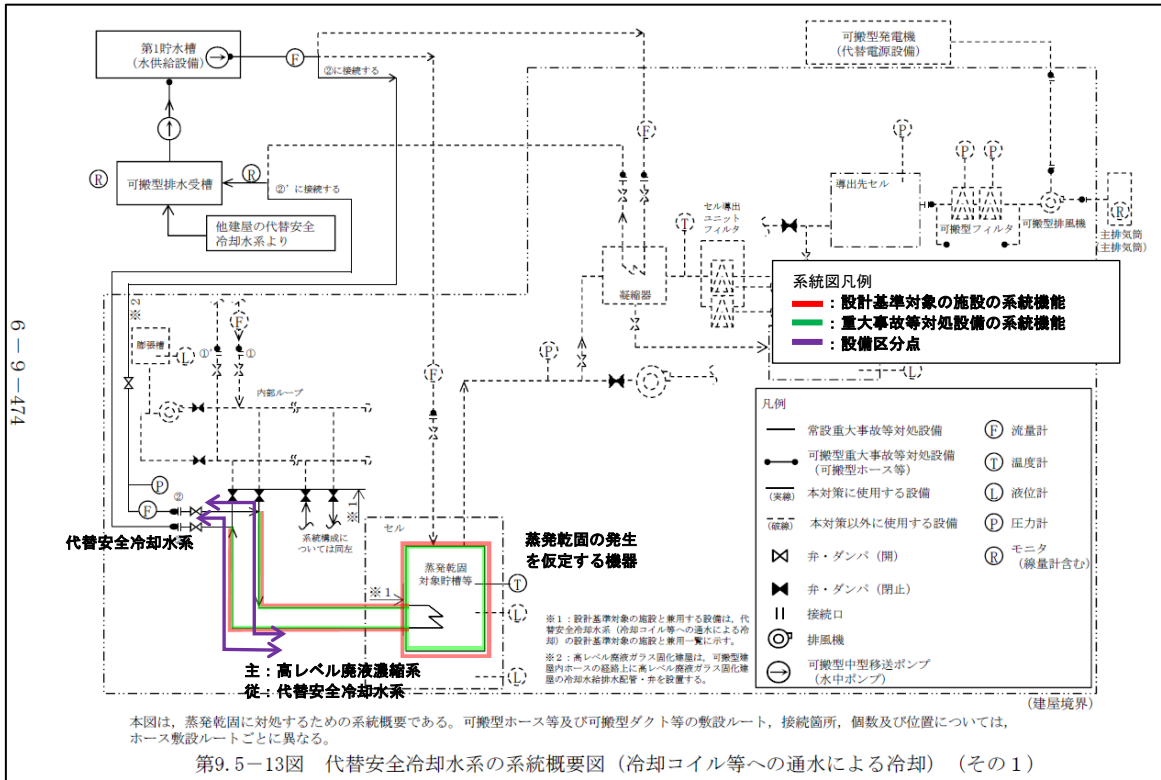 第1貯水槽
(水供給設備)
F
②に接続する
可搬型発電機
(代替電源設備)
F
P
P
P
R
可搬型排水受槽
R
②’に接続する
他建屋の代替安全
冷却水系より
導出先セル
セル導出
ユニット
フィルタ
T
可搬型フィルタ
可搬型排風機
R
主排気筒
(主排気筒)
凝縮器
系統図凡例
：設計基準対象の施設の系統機能
：重大事故等対処設備の系統機能
：設備区分点
※2
膨張槽
L
F
①’
①
内部ループ
F
P
L
6－9－474
凡例
常設重大事故等対処設備
可搬型重大事故等対処設備
(可搬型ホース等)
(実線)
本対策に使用する設備
(破線)
本対策以外に使用する設備
弁・ダンパ（開）
弁・ダンパ（閉止）
接続口
排風機
可搬型中型移送ポンプ
(水中ポンプ)
F 流量計
T 温度計
L 液位計
P 圧力計
R モニタ
(線量計含む)
P
②
F
※1
系統構成に
ついては同左
代替安全冷却水系
セル
蒸発乾固
対象貯槽等
※1
T
L
L
蒸発乾固の発生
を仮定する機器
※1：設計基準対象の施設と兼用する設備は，代
替安全冷却水系（冷却コイル等への通水による冷
却）の設計基準対象の施設と兼用一覧に示す。
※2：高レベル廃液ガラス固化建屋は，可搬型建
屋内ホースの経路上に高レベル廃液ガラス固化建
屋の冷却水給排水配管・弁を設置する。
主：高レベル廃液濃縮系
従：代替安全冷却水系
(建屋境界)
本図は，蒸発乾固に対処するための系統概要である。可搬型ホース等及び可搬型ダクト等の敷設ルート，接続箇所，個数及び位置については，
ホース敷設ルートごとに異なる。
第9.5－13図　代替安全冷却水系の系統概要図（冷却コイル等への通水による冷却）（その１）